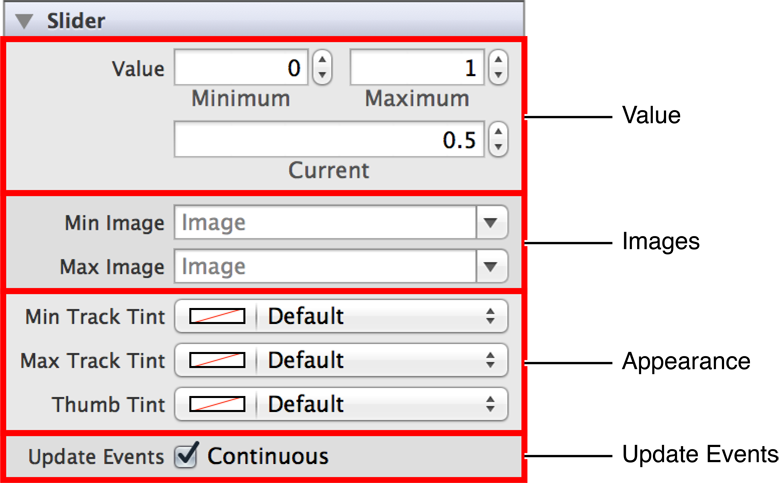 Slider
Value 0 1
Minimum Maximum
Value
0.5
Current
Min Image Image
Images
Max Image Image
Min Track Tint Default
Max Track Tint Default
Appearance
Thumb Tint Default
Update Events Continuous
Update Events